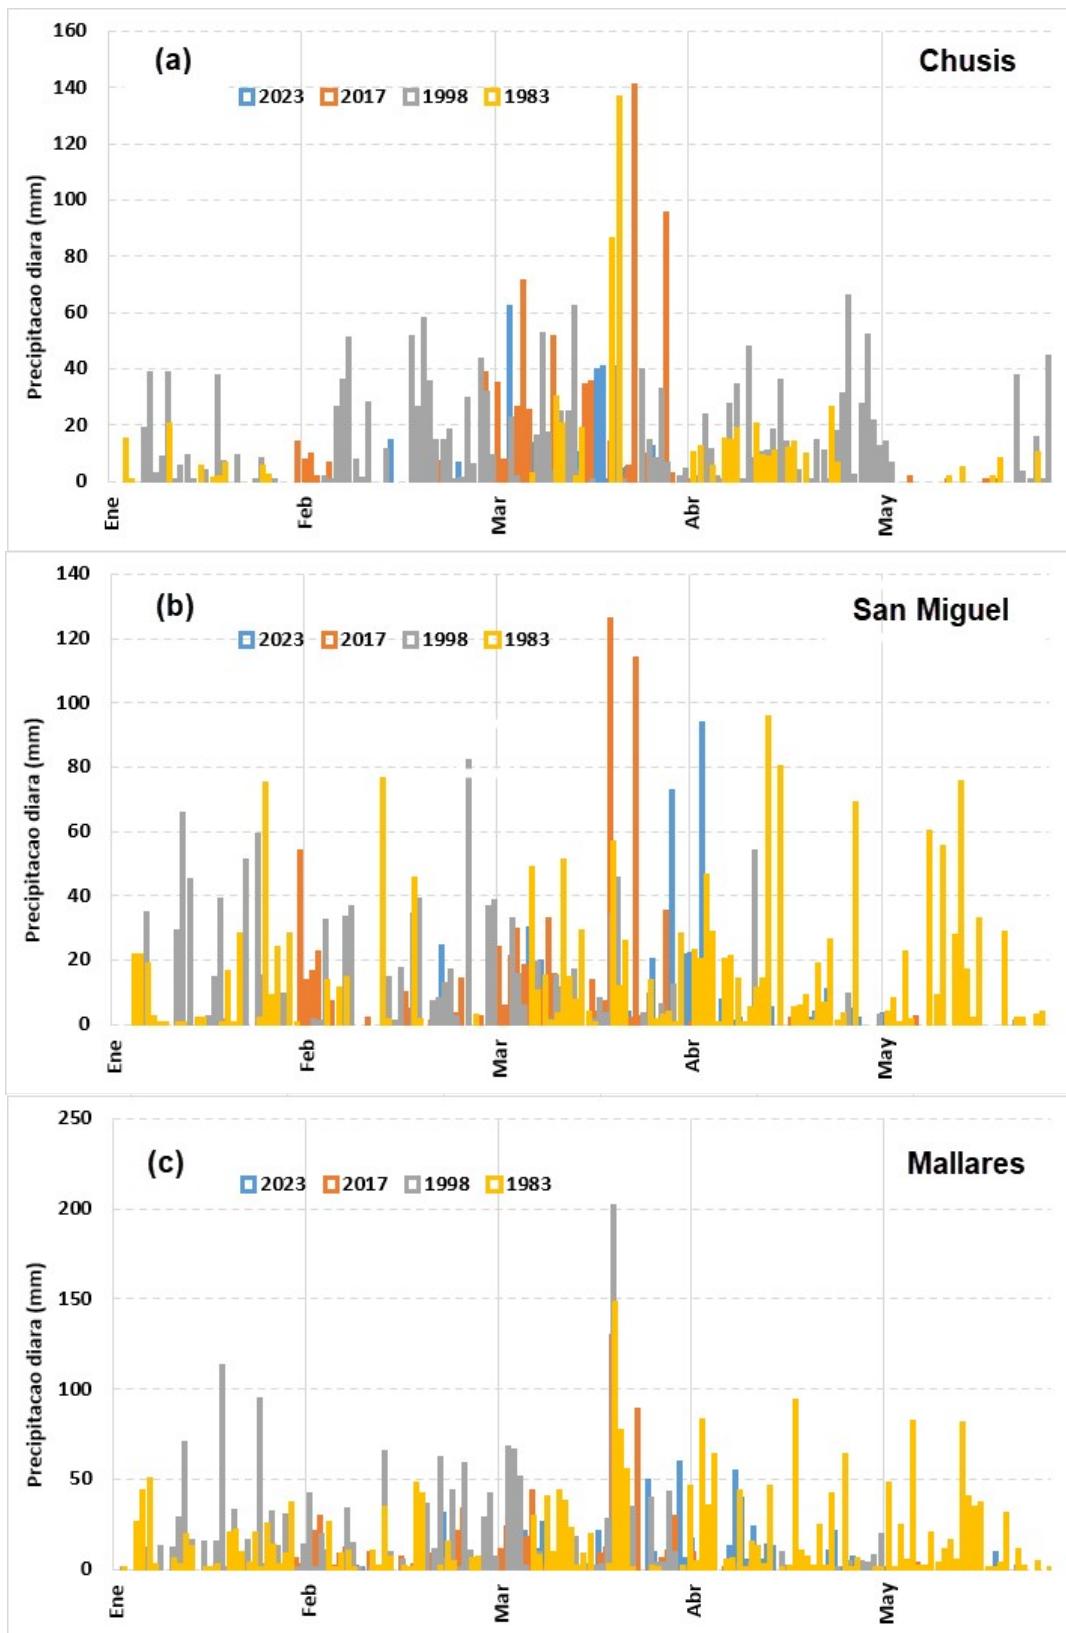 (a)
Chusis
2023 2017 1998 1983
Precipitacao diara (mm)
160
140
120
100
80
60
40
20
0
Ene Feb Mar Abr May
(b)
San Miguel
2023 2017 1998 1983
Precipitacao diara (mm)
140
120
100
80
60
40
20
0
Ene Feb Mar Abr May
(c)
Mallares
2023 2017 1998 1983
Precipitacao diara (mm)
250
200
150
100
50
0
Ene Feb Mar Abr May